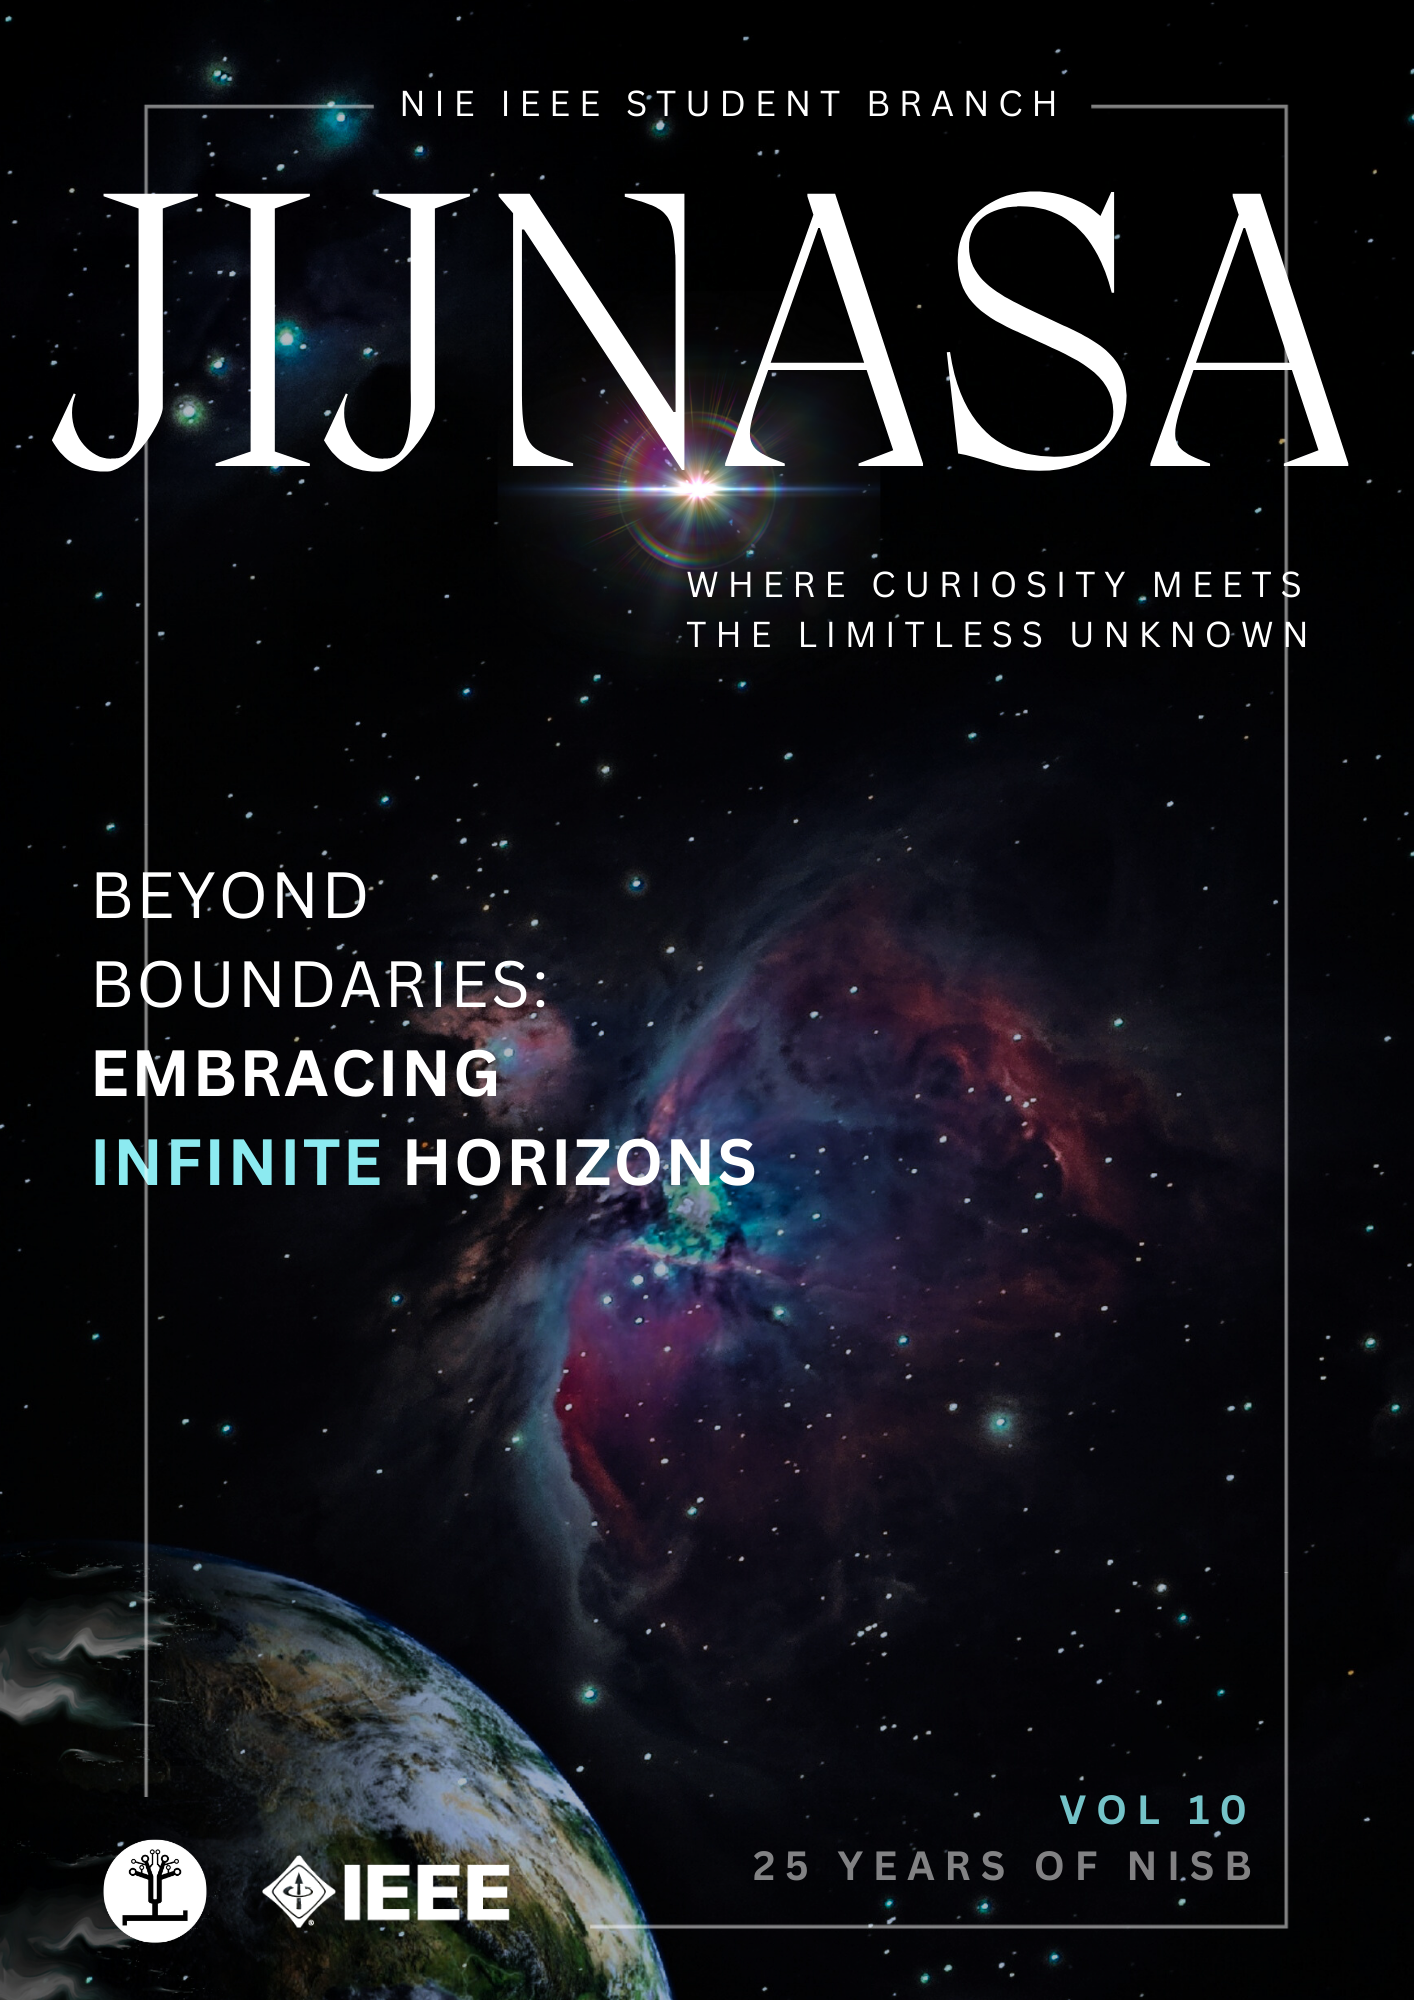 NIE IEEE STUDENT BRANCH
JIJNASA
WHERE CURIOSITY MEETS
THE LIMITLESS UNKNOWN
BEYOND
BOUNDARIES:
EMBRACING
INFINITE HORIZONS
VOL 10
25 YEARS OF NISB
IEEE